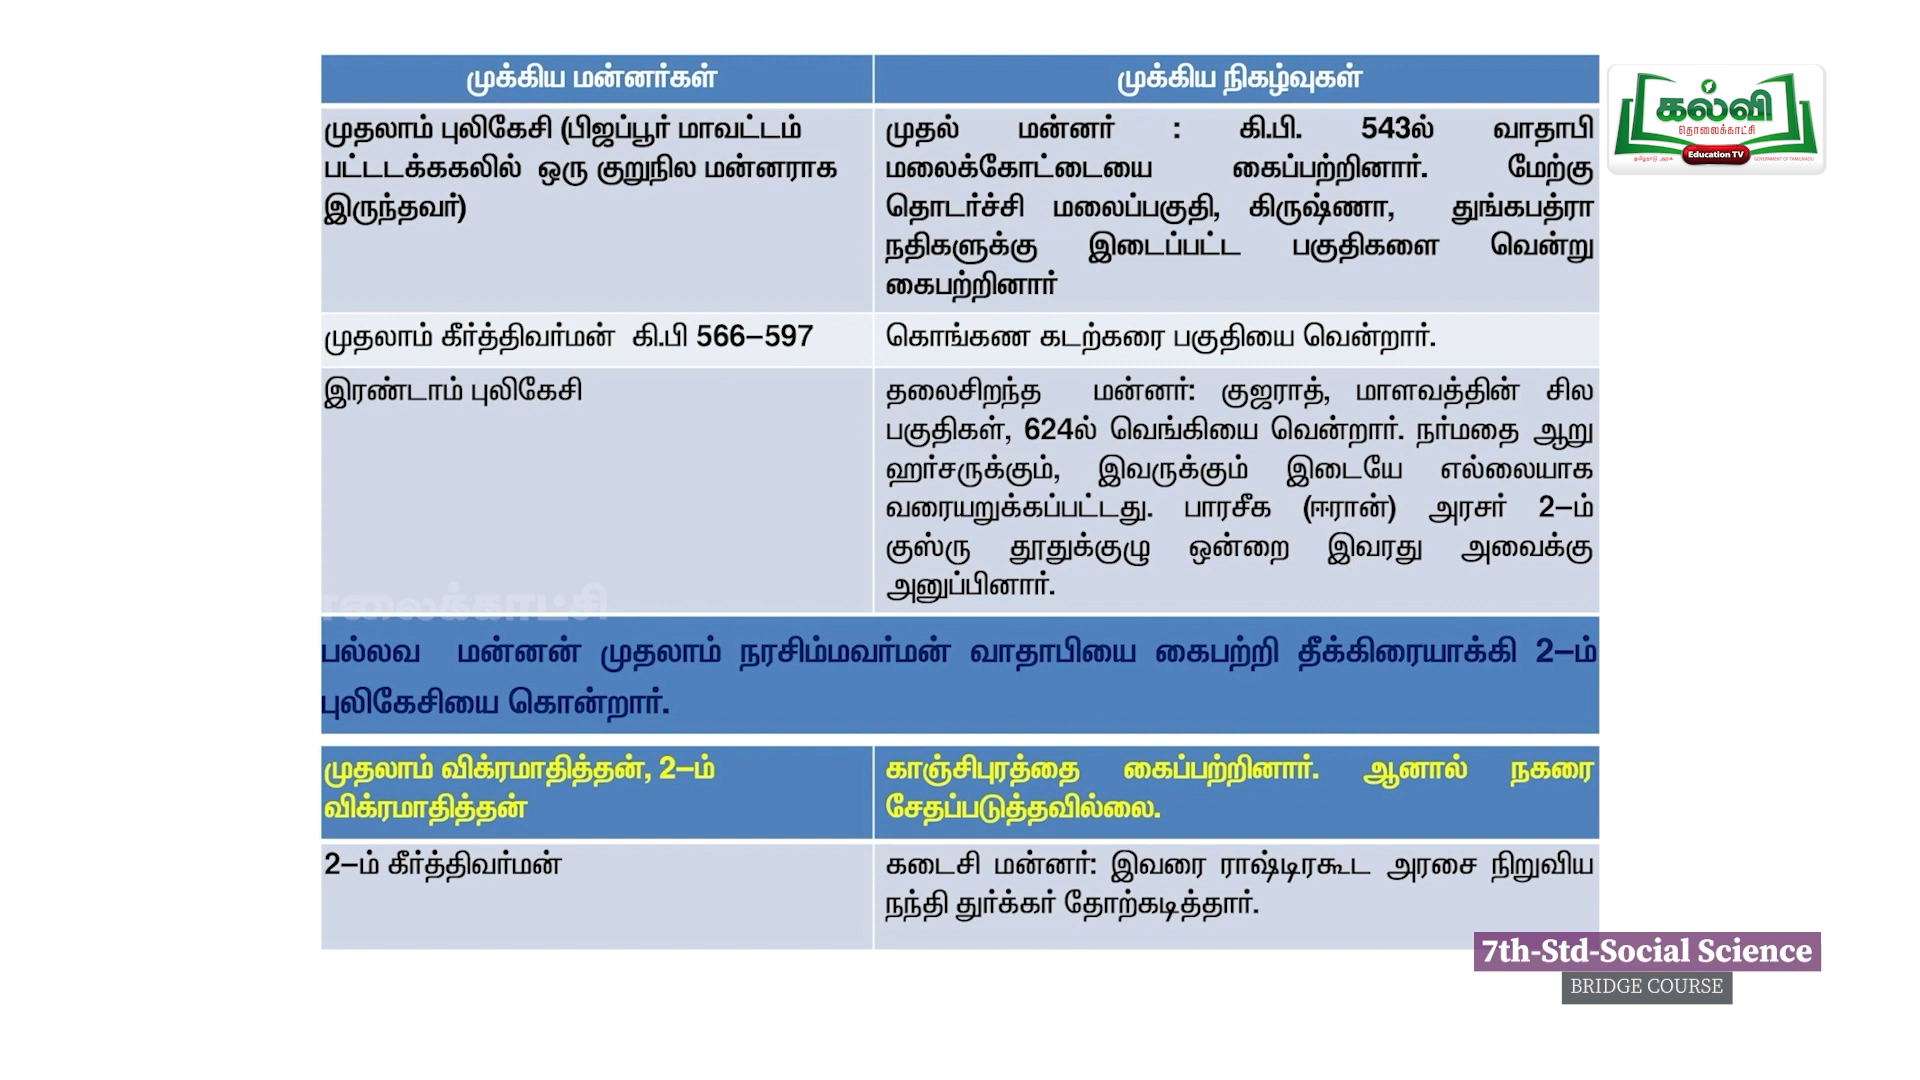 முக்கிய மன்னர்கள்
முக்கிய நிகழ்வுகள்
முதலாம் புலிகேசி (பிஜப்பூர் மாவட்டம்
பட்டடக்ககலில் ஒரு குறுநில மன்னராக
இருந்தவர்)
முதல் மன்னர் : கி.பி. 543ல் வாதாபி
மலைக்கோட்டையை கைப்பற்றினார். மேற்கு
தொடர்ச்சி மலைப்பகுதி, கிருஷ்ணா, துங்கபத்ரா
நதிகளுக்கு இடைப்பட்ட பகுதிகளை வென்று
கைபற்றினார்
முதலாம் கீர்த்திவர்மன் கி.பி 566–597
கொங்கண கடற்கரை பகுதியை வென்றார்.
இரண்டாம் புலிகேசி
தலைசிறந்த மன்னர்: குஜராத், மாளவத்தின் சில
பகுதிகள், 624ல் வெங்கியை வென்றார். நர்மதை ஆறு
ஹர்சருக்கும், இவருக்கும் இடையே எல்லையாக
வரையறுக்கப்பட்டது. பாரசீக (ஈரான்) அரசர் 2–ம்
குஸ்ரு தூதுக்குழு ஒன்றை இவரது அவைக்கு
அனுப்பினார்.
பல்லவ மன்னன் முதலாம் நரசிம்மவர்மன் வாதாபியை கைபற்றி தீக்கிரையாக்கி 2–ம்
புலிகேசியை கொன்றார்.
முதலாம் விக்ரமாதித்தன், 2–ம்
விக்ரமாதித்தன்
காஞ்சிபுரத்தை கைப்பற்றினார். ஆனால் நகரை
சேதப்படுத்தவில்லை.
2–ம் கீர்த்திவர்மன்
கடைசி மன்னர்: இவரை ராஷ்டிரகூட அரசை நிறுவிய
நந்தி துர்க்கர் தோற்கடித்தார்.
கல்வி
தொலைக்காட்சி
தமிழ்நாடு அரசு
Education TV
GOVERNMENT OF TAMILNADU
7th-Std-Social Science
BRIDGE COURSE